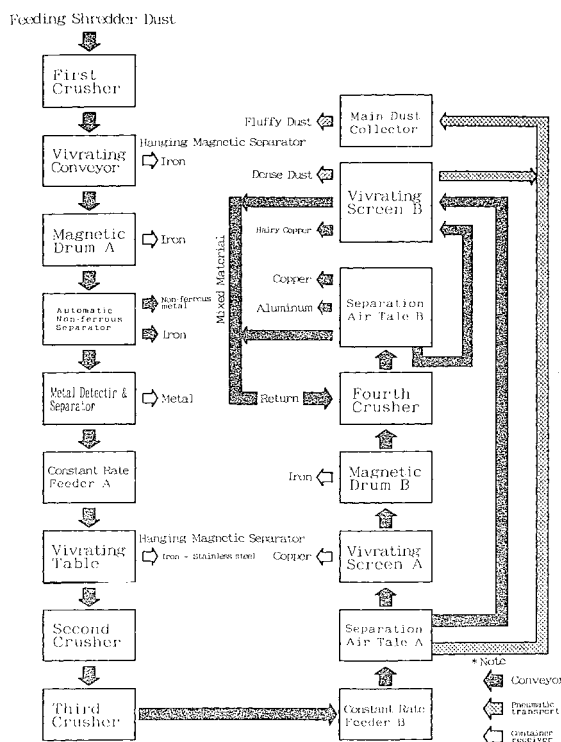 Feeding Shredder Dust
First
Crusher
Vivrating
Conveyor
Hanging Magnetic Separator
Iron
Magnetic
Drum A
Iron
Automatic
Non-ferrous
Separator
Non-ferrous
metal
Iron
Metal Detectir &
Separator
Metal
Constant Rate
Feeder A
Vivrating
Table
Hanging Magnetic Separator
Iron - Stainless steel
Second
Crusher
Third
Crusher
Fluffy Dust
Main Dust
Collector
Dense Dust
Vivrating
Screen B
Hairy Copper
Mixed Material
Copper
Aluminum
Separation
Air Tale B
Return
Fourth
Crusher
Iron
Magnetic
Drum B
Copper
Vivrating
Screen A
Separation
Air Tale A
Constant Rate
Feeder B
*Note
Conveyor
Pneumatic
transport
Container
receiver